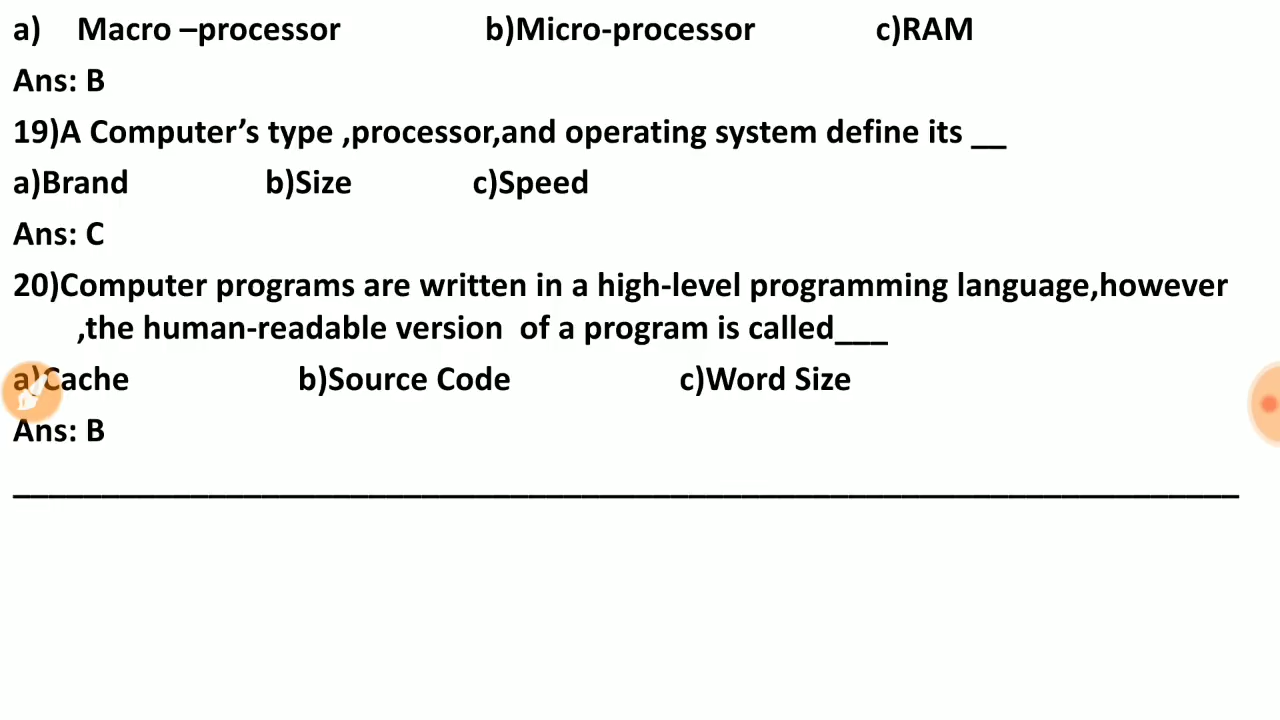 a) Macro –processor b)Micro-processor c)RAM
Ans: B
19)A Computer’s type ,processor,and operating system define its __
a)Brand b)Size c)Speed
Ans: C
20)Computer programs are written in a high-level programming language,however
,the human-readable version of a program is called___
a)Cache b)Source Code c)Word Size
Ans: B